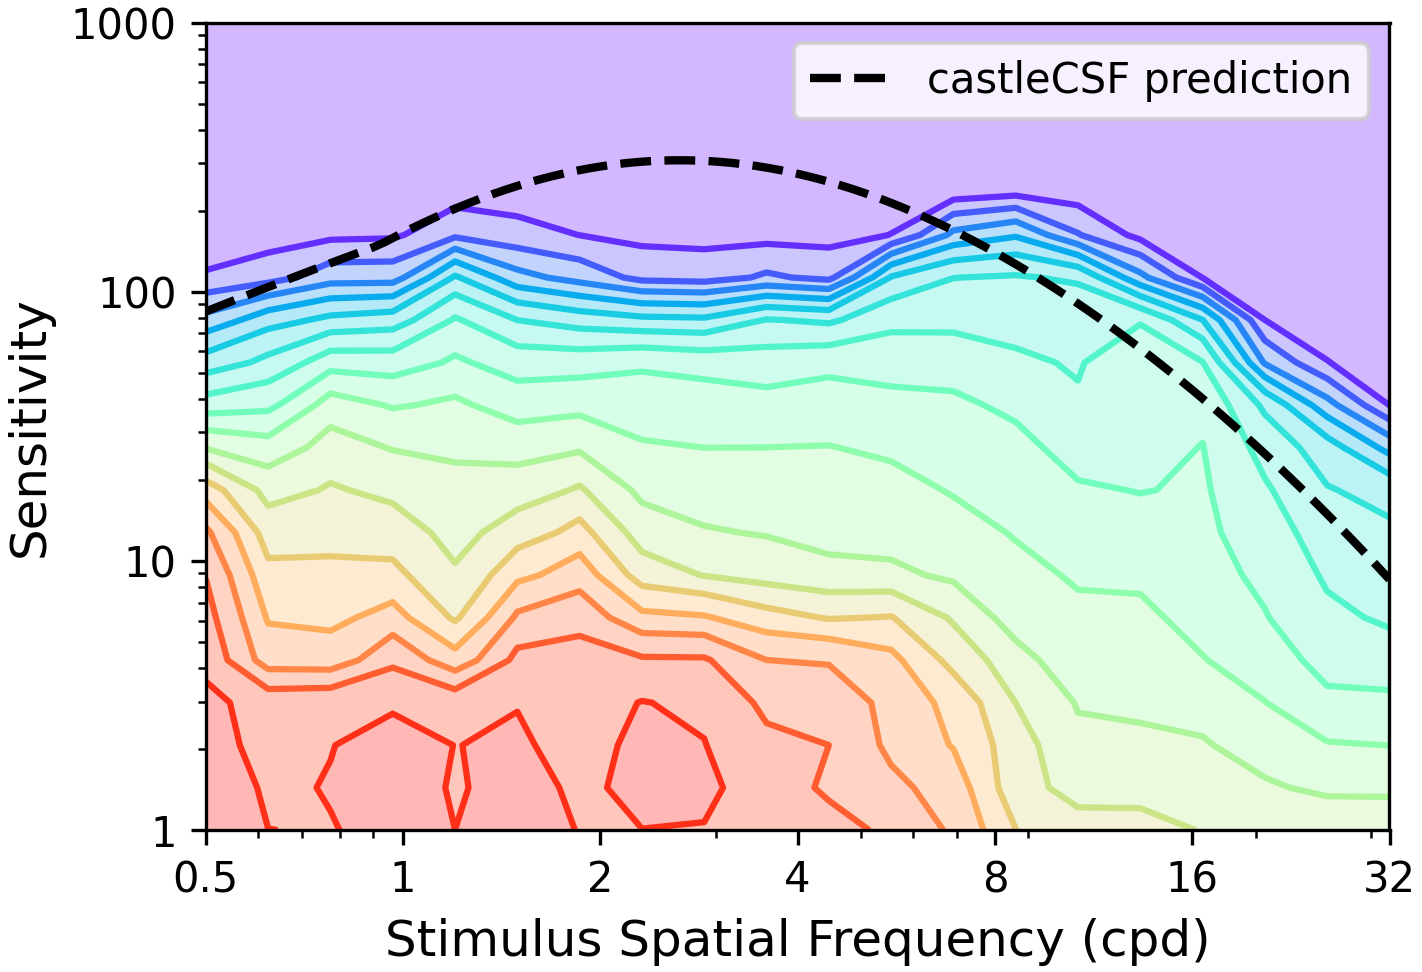 1000
100
10
1
Sensitivity
castleCSF prediction
0.5 1 2 4 8 16 32
Stimulus Spatial Frequency (cpd)